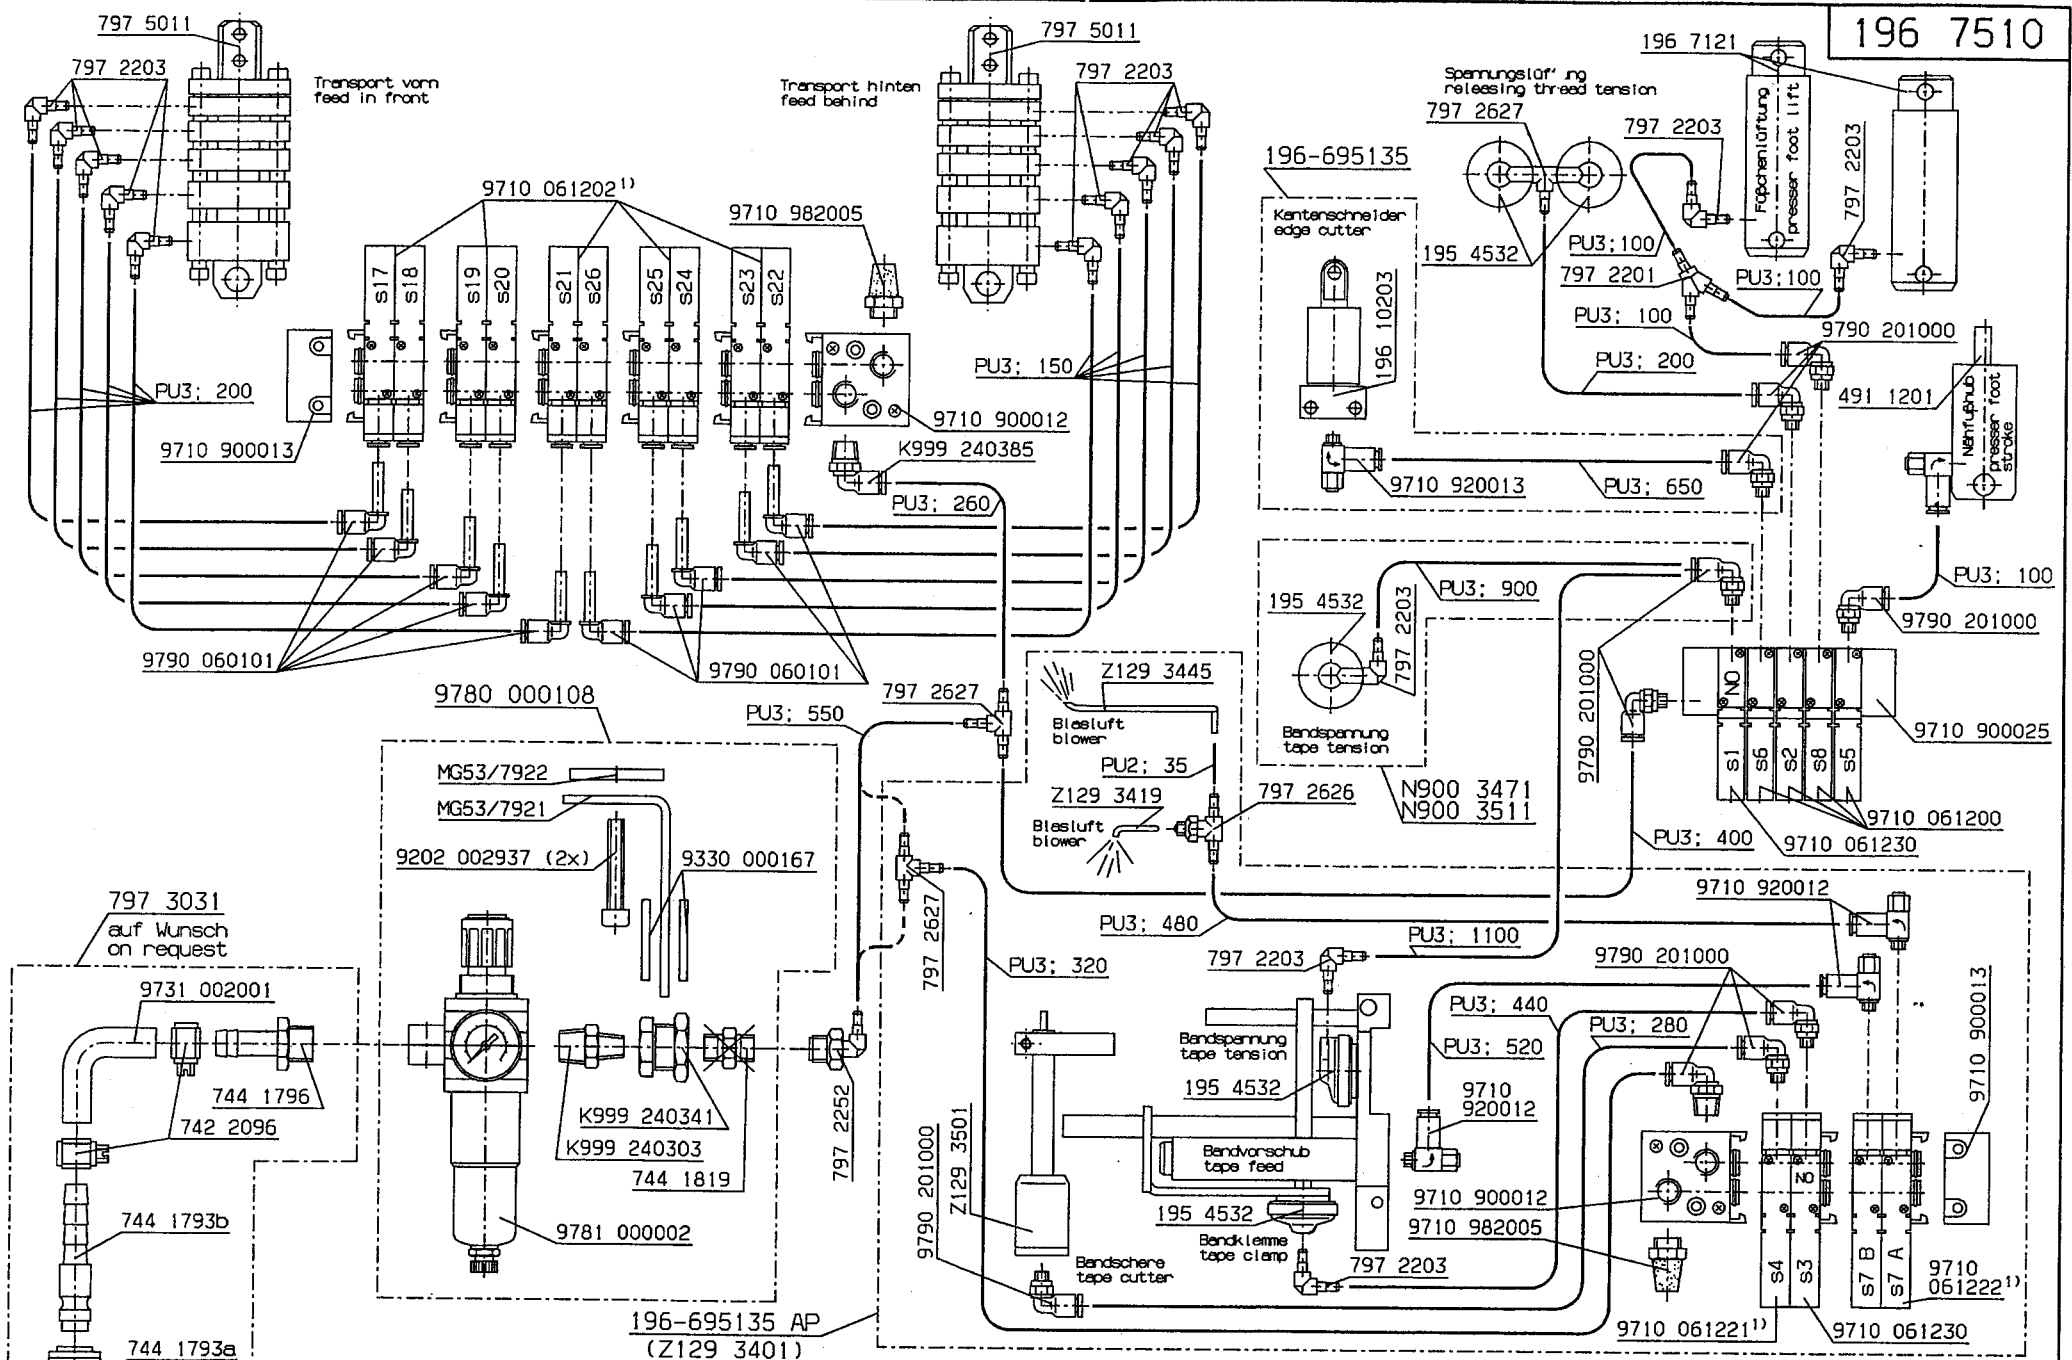 196 7510
797 5011
797 2203
Transport vorn
feed in front
Transport hinten
feed behind
797 5011
797 2203
9710 061202¹⁾
9710 982005
s17
s18
s19
s20
s21
s26
s25
s24
s23
s22
PU3; 200
9710 900013
9710 900012
K999 240385
PU3; 260
PU3; 150
9790 060101
9790 060101
196 7121
releasing thread tension
797 2627
797 2203
Füßchenlüftung
presser foot lift
797 2203
196-695135
Kantenschneider
edge cutter
196 10203
195 4532
PU3;100
797 2201
PU3;100
PU3; 100
9790 201000
PU3; 200
491 1201
Nähfußhub
presser foot
stroke
9710 920013
PU3; 650
PU3; 100
9790 201000
PU3; 900
195 4532
797 2203
Bandspannung
tape tension
N900 3471
N900 3511
9790 201000
NO
s1
s6
s2
s8
s5
9710 900025
9710 061200
9710 061230
PU3; 400
9780 000108
PU3; 550
797 2627
Z129 3445
Blasluft
blower
PU2; 35
Z129 3419
797 2626
Blasluft
blower
MG53/7922
MG53/7921
9202 002937 (2x)
9330 000167
797 2627
PU3; 480
PU3; 320
PU3; 1100
797 2203
9710 920012
797 3031
auf Wunsch
on request
9731 002001
744 1796
742 2096
744 1793b
744 1793a
K999 240341
K999 240303
744 1819
9781 000002
797 2252
9790 201000
Z129 3501
Bandschere
tape cutter
196-695135 AP
(Z129 3401)
Bandspannung
tape tension
195 4532
Bandvorschub
tape feed
195 4532
Bandklemme
tape clamp
797 2203
9790 201000
PU3; 440
PU3; 280
PU3; 520
9710
920012
9710 900013
9710 900012
9710 982005
NO
s4
s3
s7 B
s7 A
9710
061222¹⁾
9710 061221¹⁾
9710 061230